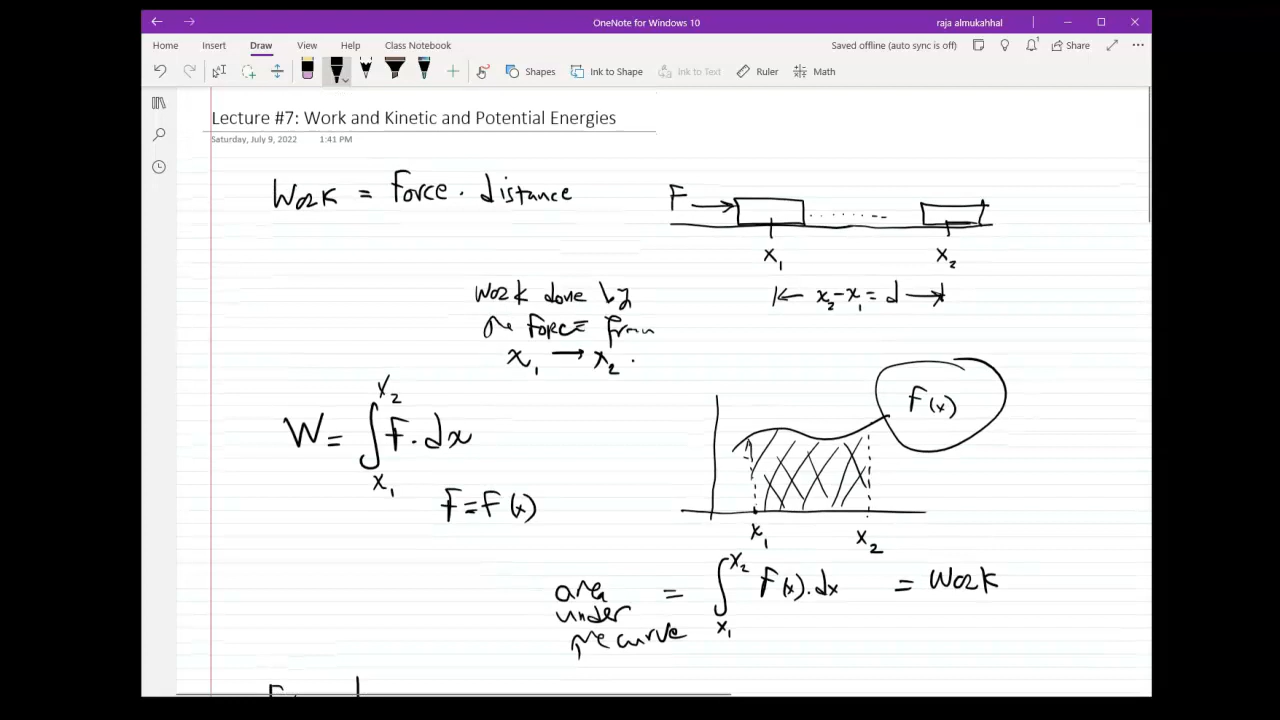 OneNote for Windows 10
raja almukahhal
Home Insert Draw View Help Class Notebook
Saved offline (auto sync is off) Share
Shapes Ink to Shape Ink to Text Ruler Math
Lecture #7: Work and Kinetic and Potential Energies
Saturday, July 9, 2022 1:41 PM
Work = Force . distance
F
x₁ x₂
x₂-x₁ = d
Work done by
the force from
x₁ → x₂ .
W = ∫ F. dx
x₂
x₁
F = F(x)
F(x)
x₁ x₂
area under the curve = ∫ F(x). dx = Work
x₂
x₁